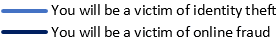 You will be a victim of identity theft
You will be a victim of online fraud